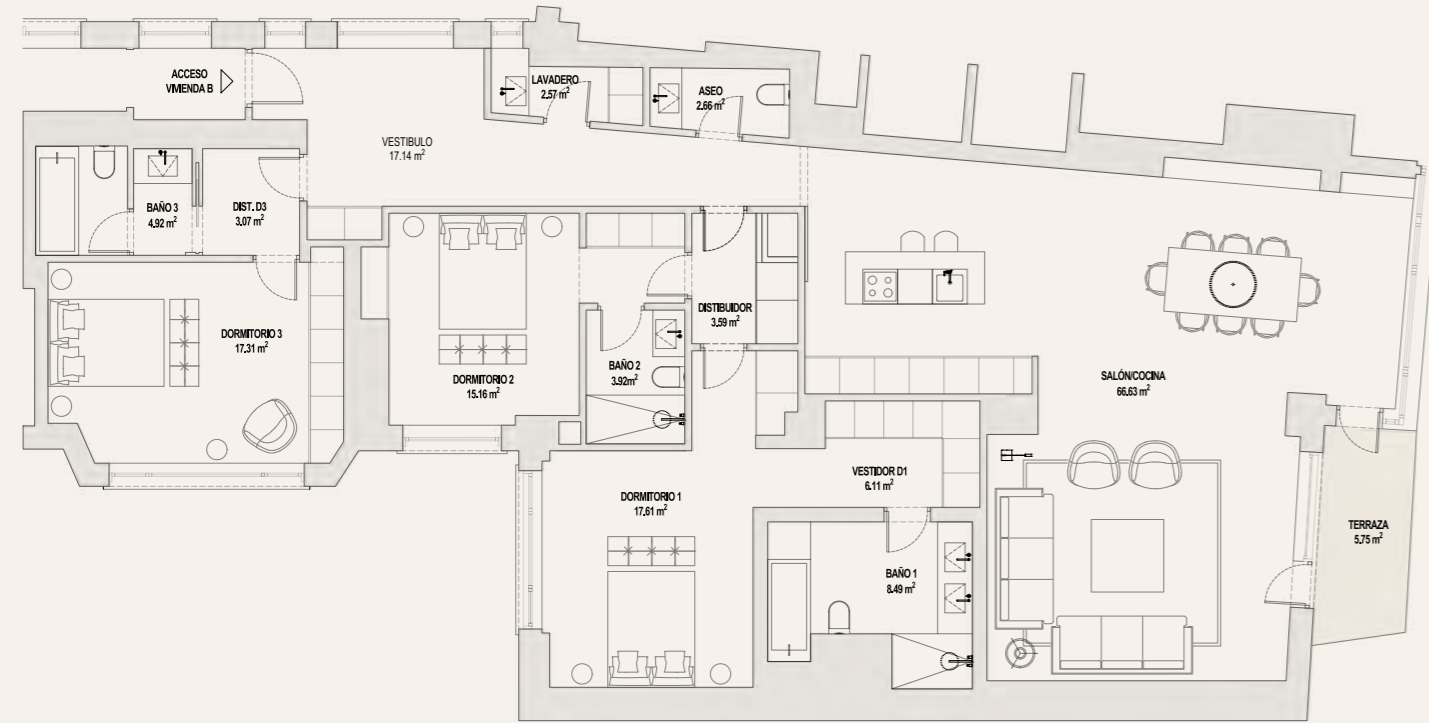 ACCESO
VIVIENDA B
LAVADERO
2.57 m²
ASEO
2.66 m²
VESTIBULO
17.14 m²
BAÑO 3
4.92 m²
DIST. D3
3.07 m²
DISTIBUIDOR
3.59 m²
DORMITORIO 3
17.31 m²
DORMITORIO 2
15.16 m²
BAÑO 2
3.92m²
SALÓN/COCINA
66.63 m²
VESTIDOR D1
6.11 m²
DORMITORIO 1
17.61 m²
TERRAZA
5.75 m²
BAÑO 1
8.49 m²